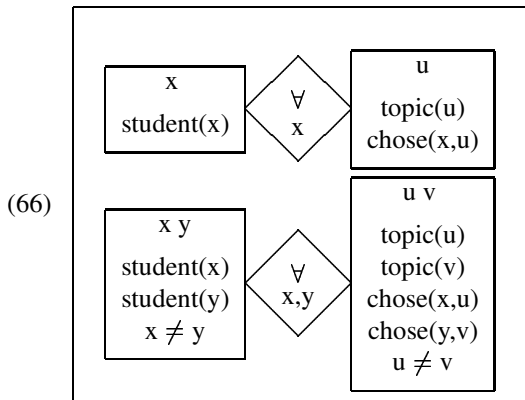 (66)
x
student(x)
∀
x
u
topic(u)
chose(x,u)
x y
student(x)
student(y)
x ≠ y
∀
x,y
u v
topic(u)
topic(v)
chose(x,u)
chose(y,v)
u ≠ v